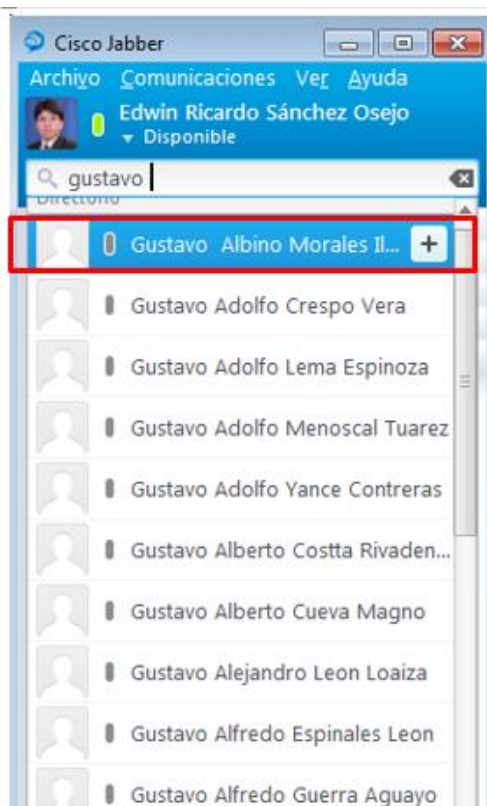 Cisco Jabber
Archivo Comunicaciones Ver Ayuda
Edwin Ricardo Sánchez Osejo
Disponible
gustavo
Directorio
Gustavo  Albino Morales Il...
Gustavo Adolfo Crespo Vera
Gustavo Adolfo Lema Espinoza
Gustavo Adolfo Menoscal Tuarez
Gustavo Adolfo Yance Contreras
Gustavo Alberto Costta Rivaden...
Gustavo Alberto Cueva Magno
Gustavo Alejandro Leon Loaiza
Gustavo Alfredo Espinales Leon
Gustavo Alfredo Guerra Aguayo